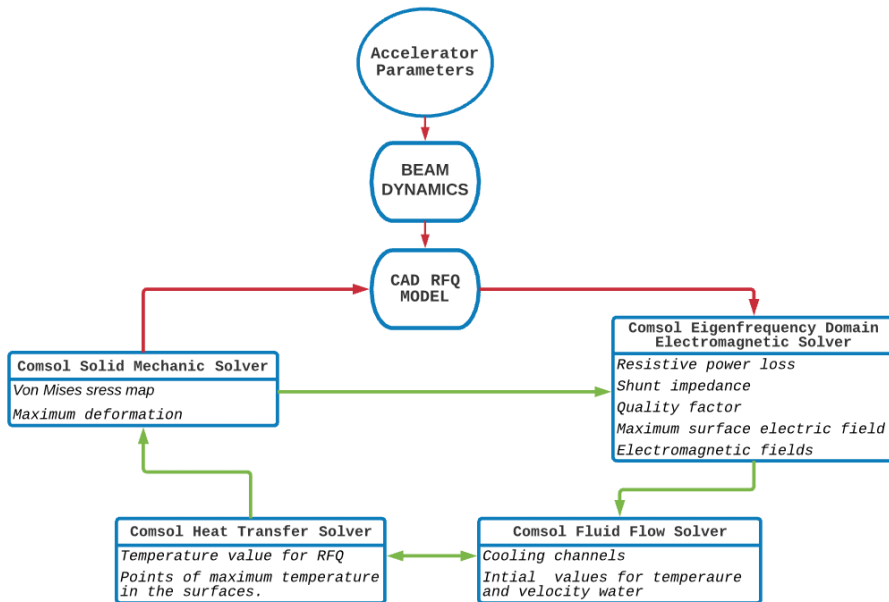 Accelerator
Parameters
BEAM
DYNAMICS
CAD RFQ
MODEL
Comsol Eigenfrequency Domain
Electromagnetic Solver
Resistive power loss
Shunt impedance
Quality factor
Maximum surface electric field
Electromagnetic fields
Comsol Solid Mechanic Solver
Von Mises sress map
Maximum deformation
Comsol Heat Transfer Solver
Temperature value for RFQ
Points of maximum temperature
in the surfaces.
Comsol Fluid Flow Solver
Cooling channels
Intial values for temperaure
and velocity water